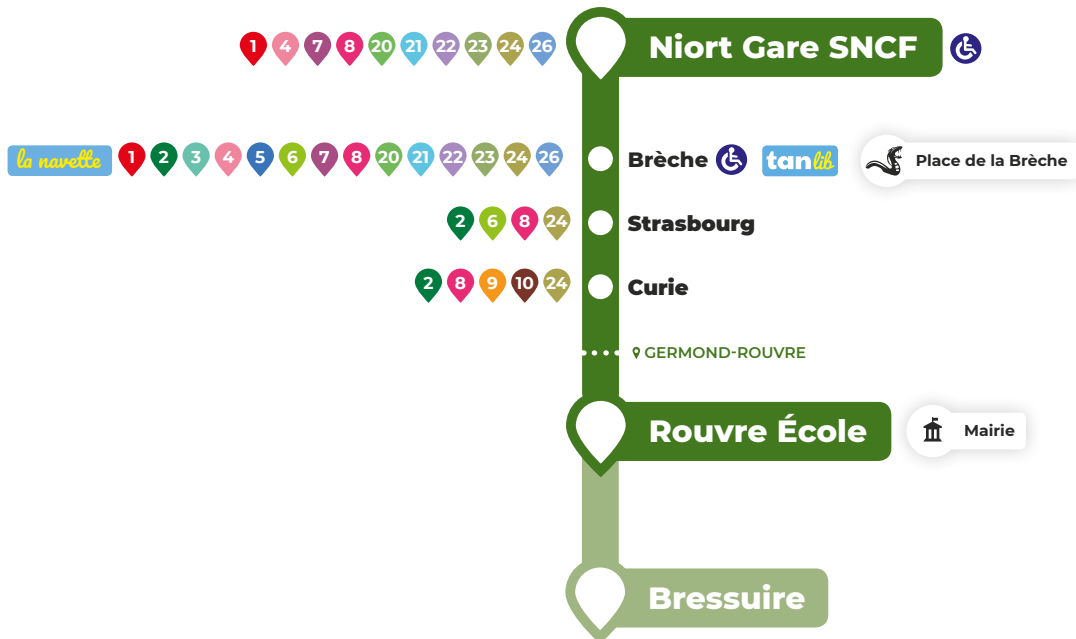 1 4 7 8 20 21 22 23 24 26 Niort Gare SNCF
la navette 1 2 3 4 5 6 7 8 20 21 22 23 24 26 Brèche tanlib Place de la Brèche
2 6 8 24 Strasbourg
2 8 9 10 24 Curie
GERMOND-ROUVRE
Rouvre École Mairie
Bressuire